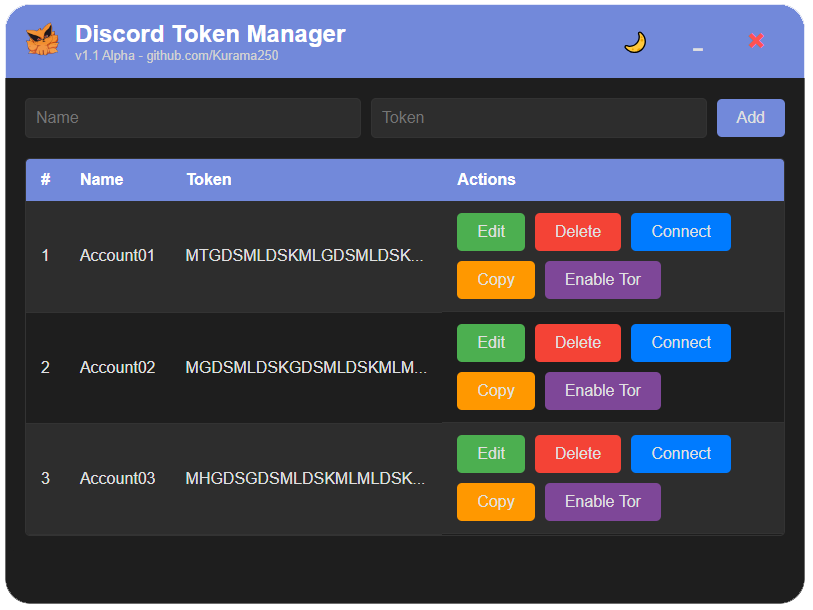 Discord Token Manager
v1.1 Alpha - github.com/Kurama250
Name Token Add
# Name Token Actions
1 Account01 MTGDSMLDSKMLGDSMLDSK... Edit Delete Connect
Copy Enable Tor
2 Account02 MGDSMLDSKGDSMLDSKMLM... Edit Delete Connect
Copy Enable Tor
3 Account03 MHGDSGDSMLDSKMLMLDSK... Edit Delete Connect
Copy Enable Tor